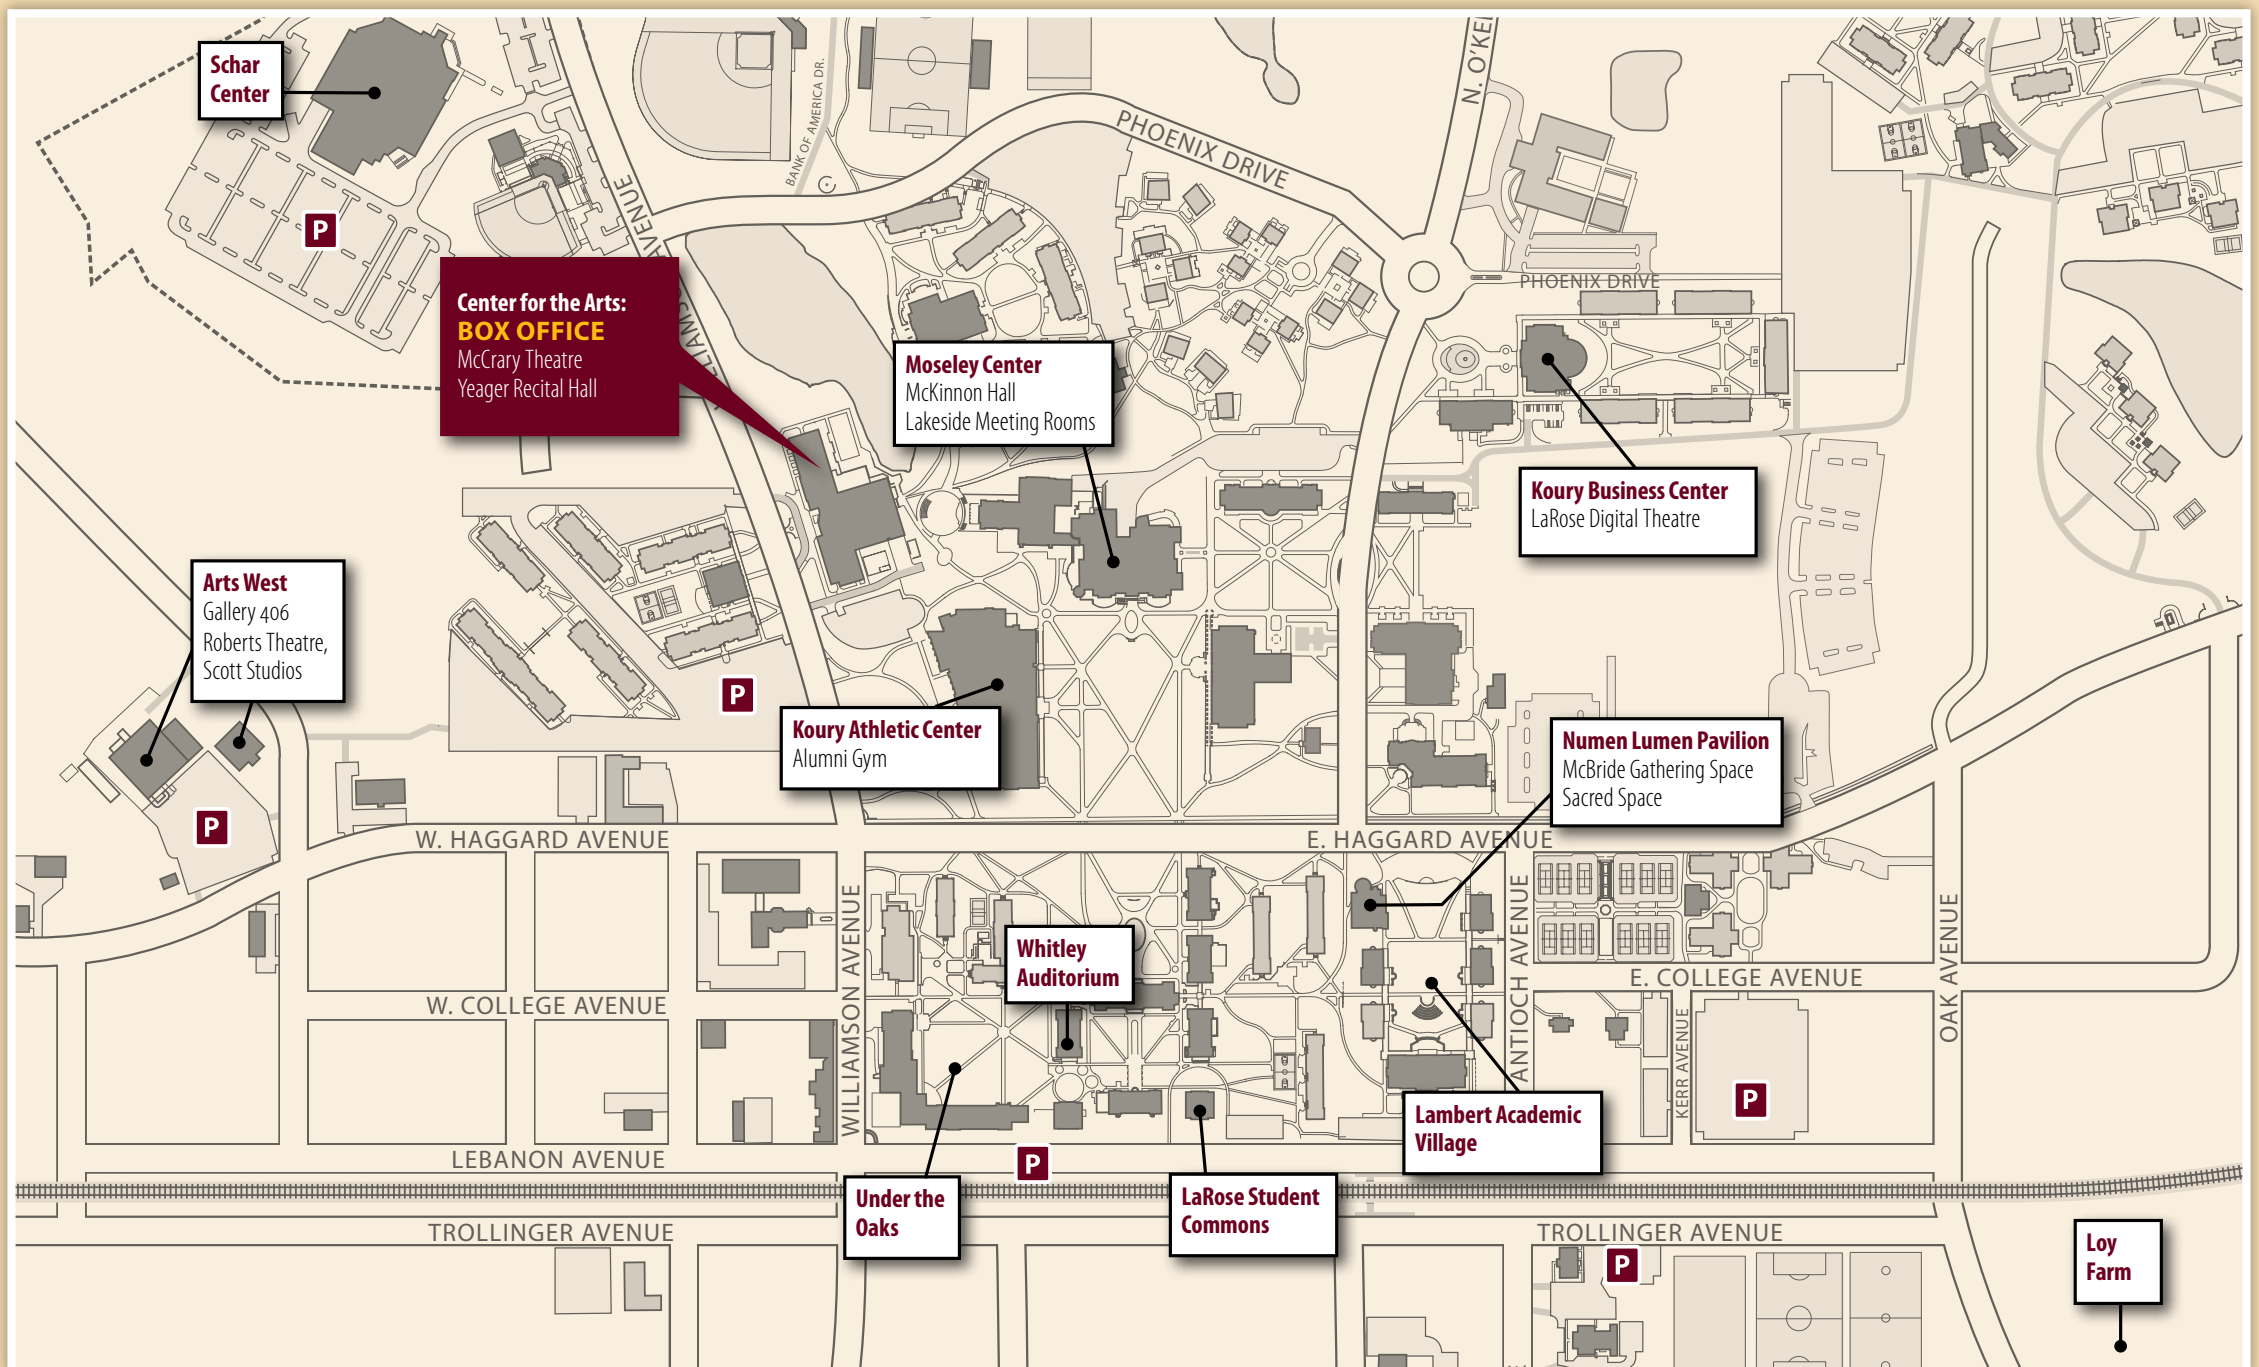 Schar
Center
P
BANK OF AMERICA DR.
PHOENIX DRIVE
PHOENIX DRIVE
Center for the Arts:
BOX OFFICE
McCrary Theatre
Yeager Recital Hall
Moseley Center
McKinnon Hall
Lakeside Meeting Rooms
Koury Business Center
LaRose Digital Theatre
Arts West
Gallery 406
Roberts Theatre,
Scott Studios
P
P
Koury Athletic Center
Alumni Gym
Numen Lumen Pavilion
McBride Gathering Space
Sacred Space
W. HAGGARD AVENUE
E. HAGGARD AVENUE
WILLIAMSON AVENUE
ANTIOCH AVENUE
OAK AVENUE
Whitley
Auditorium
W. COLLEGE AVENUE
E. COLLEGE AVENUE
KERR AVENUE
P
Lambert Academic
Village
LEBANON AVENUE
P
Under the
Oaks
LaRose Student
Commons
TROLLINGER AVENUE
TROLLINGER AVENUE
P
Loy
Farm